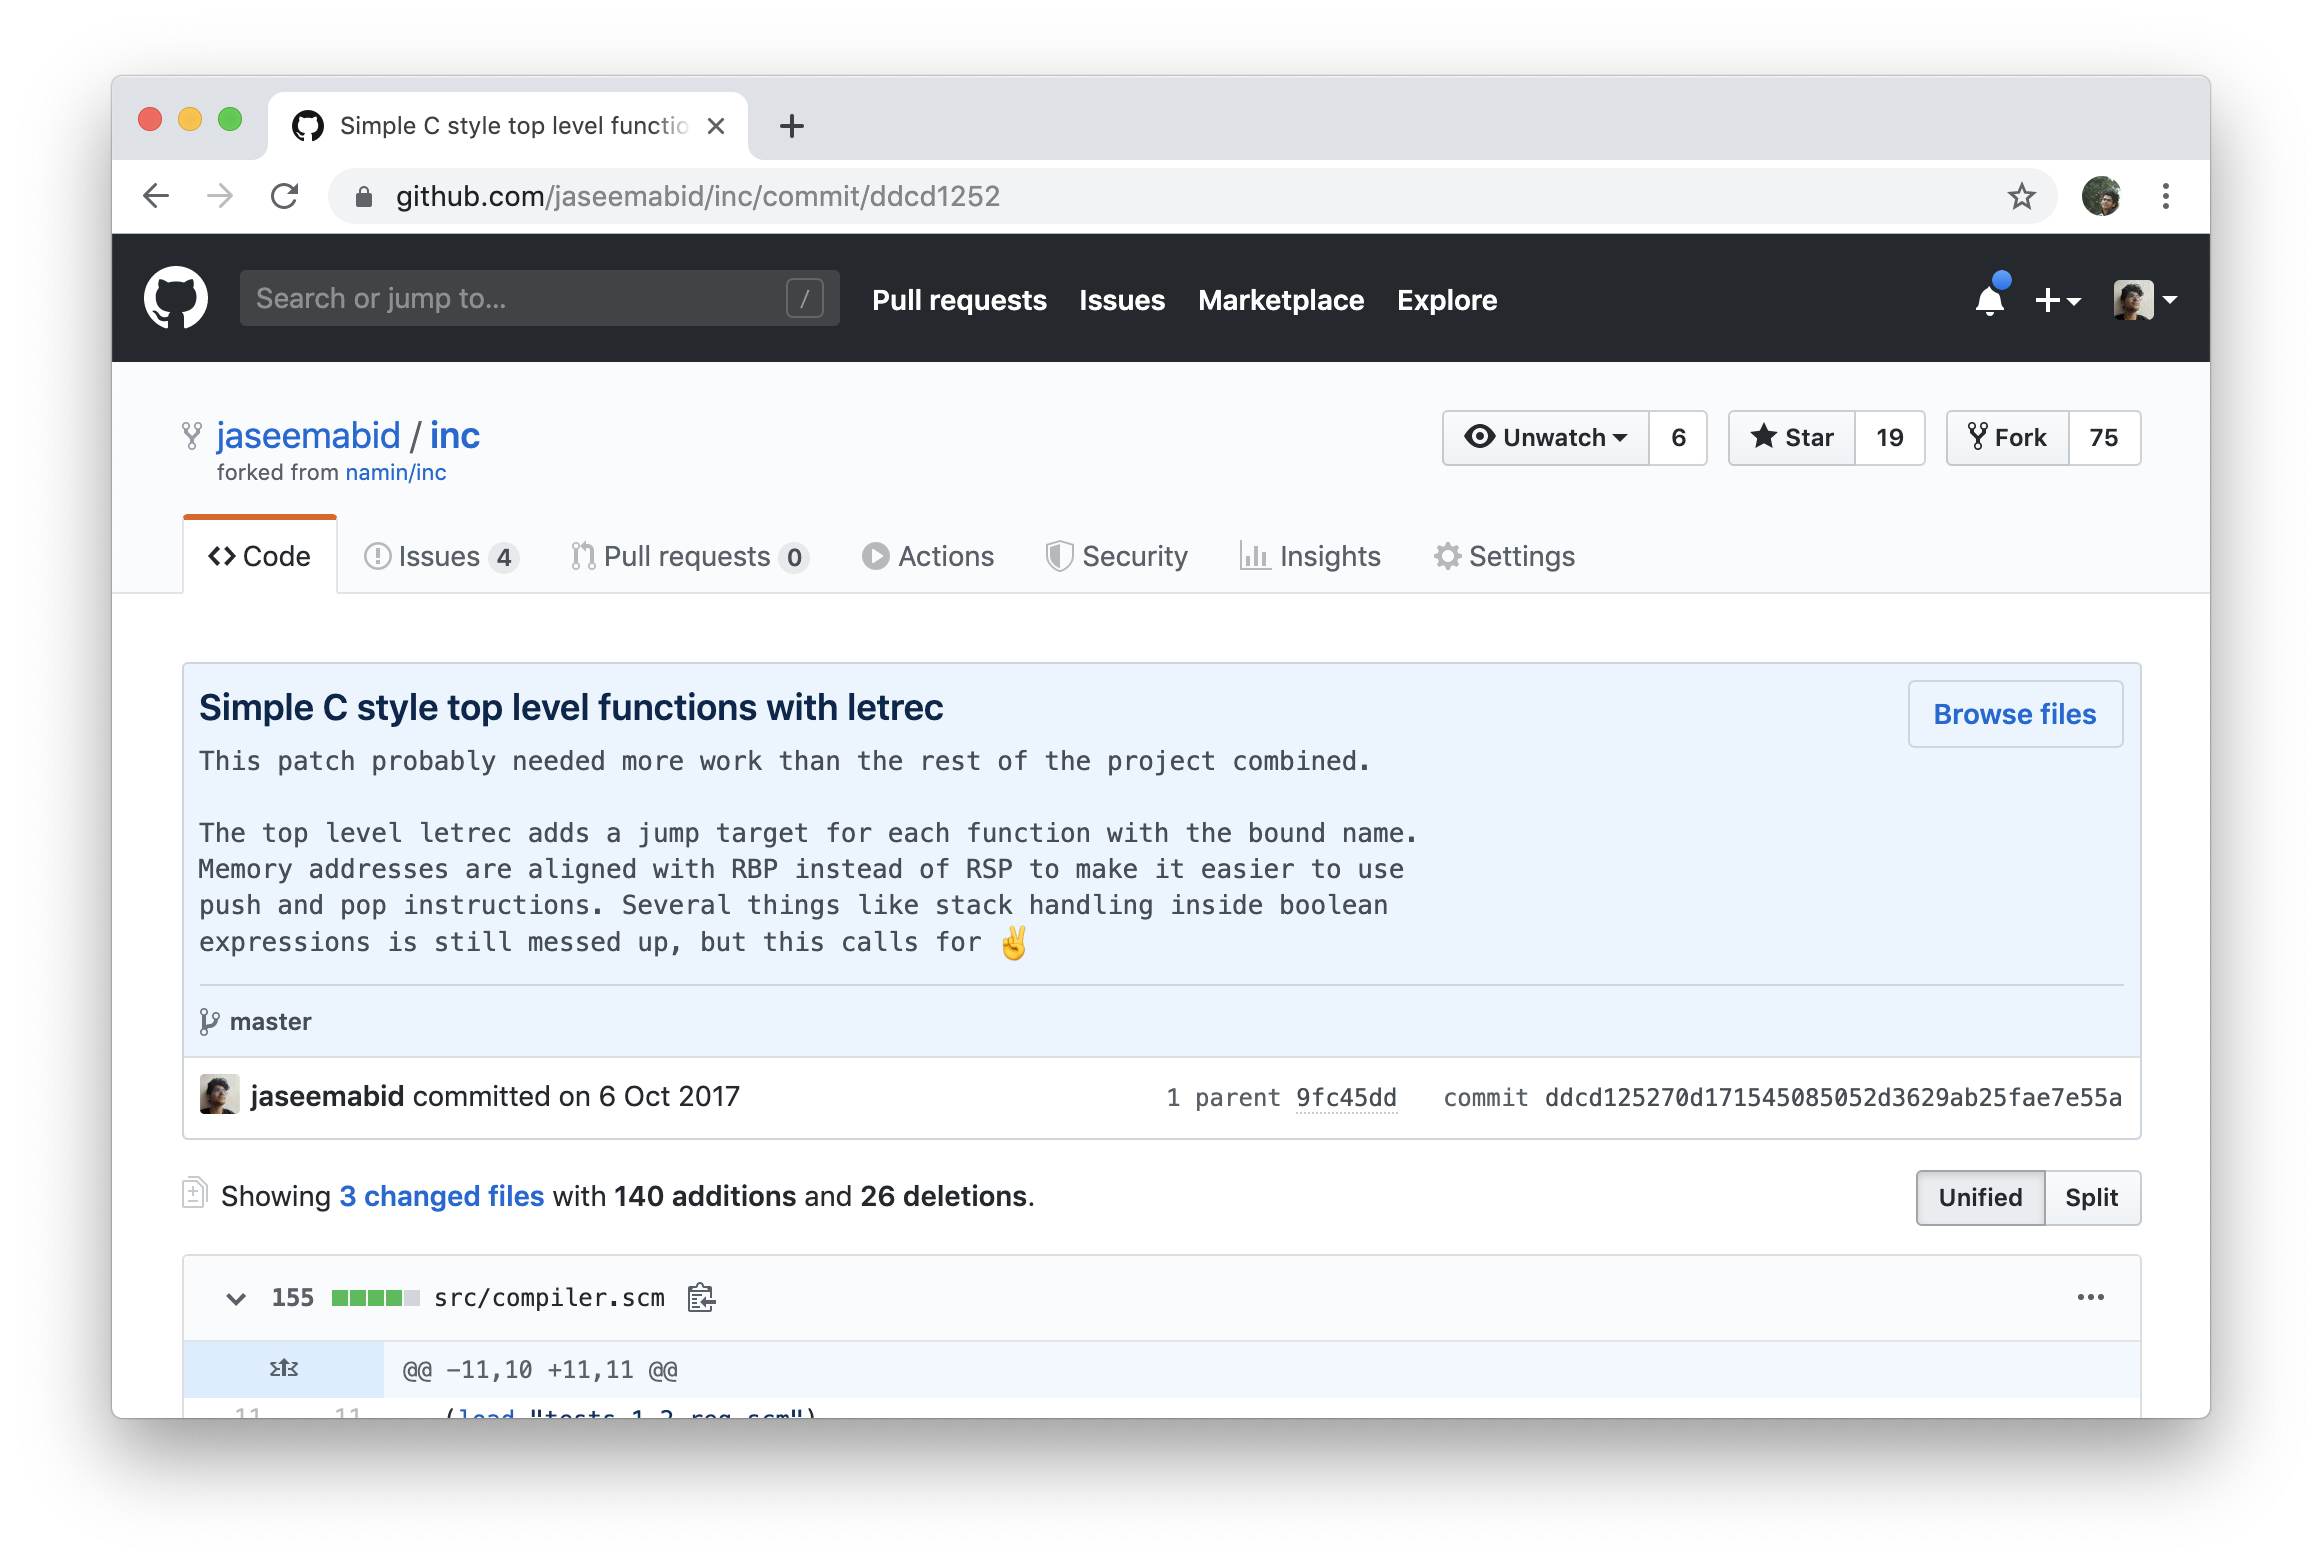 Simple C style top level functio
github.com/jaseemabid/inc/commit/ddcd1252
Search or jump to... /
Pull requests Issues Marketplace Explore
jaseemabid / inc
forked from namin/inc
Unwatch 6 Star 19 Fork 75
Code Issues 4 Pull requests 0 Actions Security Insights Settings
Simple C style top level functions with letrec
Browse files
This patch probably needed more work than the rest of the project combined.
The top level letrec adds a jump target for each function with the bound name.
Memory addresses are aligned with RBP instead of RSP to make it easier to use
push and pop instructions. Several things like stack handling inside boolean
expressions is still messed up, but this calls for ✌️
master
jaseemabid committed on 6 Oct 2017
1 parent 9fc45dd commit ddcd125270d171545085052d3629ab25fae7e55a
Showing 3 changed files with 140 additions and 26 deletions.
Unified Split
155 src/compiler.scm
@@ -11,10 +11,11 @@
11 11 (load